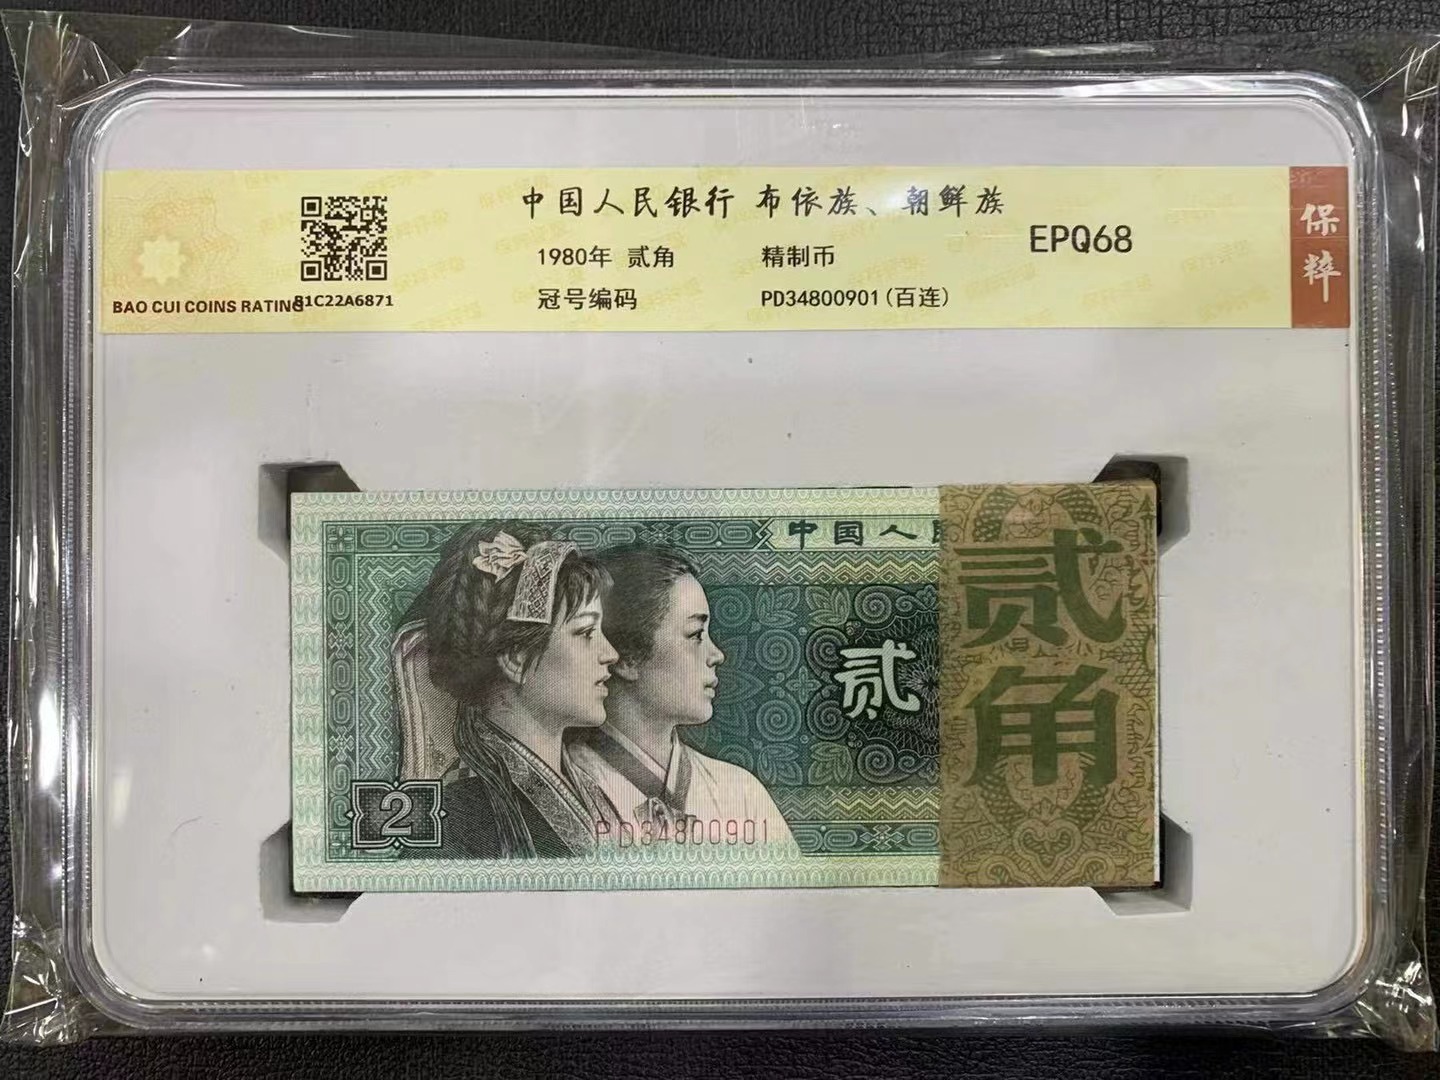 中国人民银行 布依族、朝鲜族
1980年 贰角 精制币
EPQ68
冠号编码 PD34800901(百连)
BAO CUI COINS RATING
81C22A6871
保粹
中国人民
贰
贰角
2
PD34800901